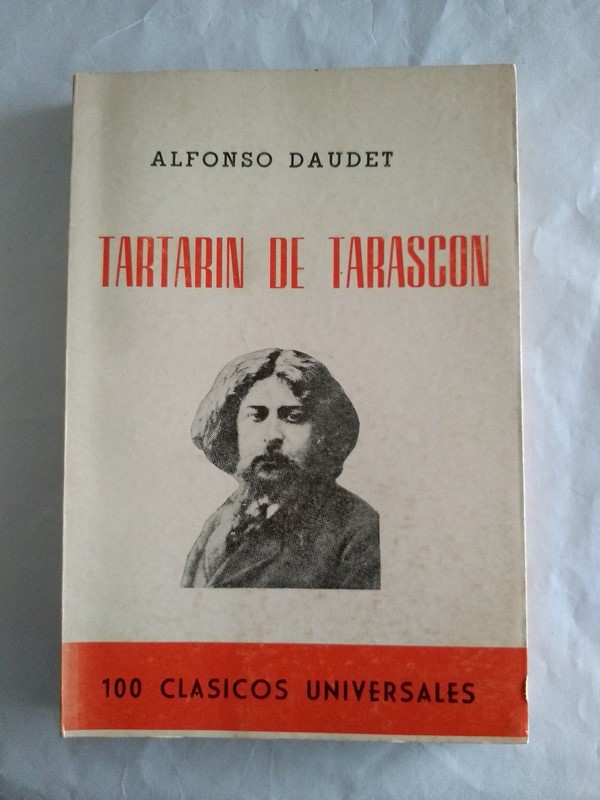 ALFONSO DAUDET
TARTARIN DE TARASCON
100 CLASICOS UNIVERSALES